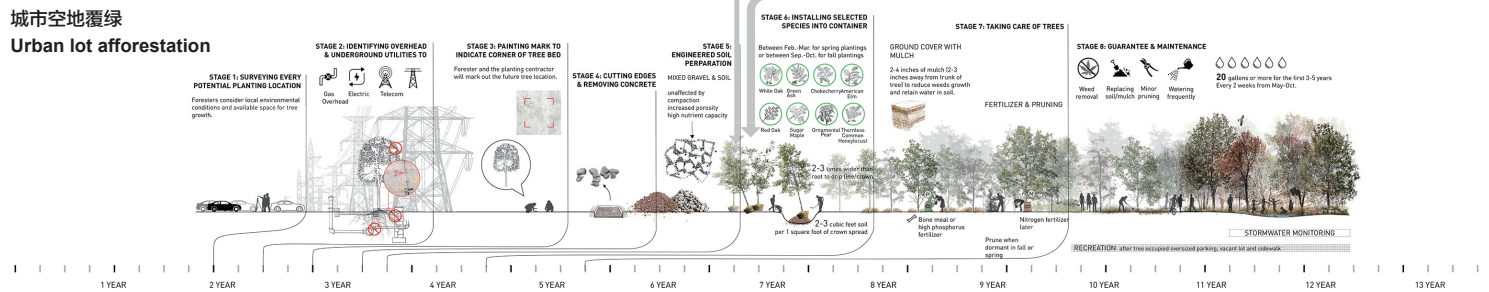 城市空地覆绿
Urban lot afforestation
STAGE 1: SURVEYING EVERY
POTENTIAL PLANTING LOCATION
Foresters consider local environmental
conditions and available space for tree
growth.
STAGE 2: IDENTIFYING OVERHEAD
& UNDERGROUND UTILITIES TO
Gas
Overhead
Electric
Telecom
STAGE 3: PAINTING MARK TO
INDICATE CORNER OF TREE BED
Forester and the planting contractor
will mark out the future tree location.
STAGE 4: CUTTING EDGES
& REMOVING CONCRETE
STAGE 5:
ENGINEERED SOIL
PERPARATION
MIXED GRAVEL & SOIL
unaffected by
compaction
increased porosity
high nutrient capacity
STAGE 6: INSTALLING SELECTED
SPECIES INTO CONTAINER
Between Feb.-Mar. for spring plantings
or between Sep.-Oct. for fall plantings
White Oak
Green
Ash
Chokecherry
American
Elm
Red Oak
Sugar
Maple
Ornamental
Pear
Thornless
Common
Honeylocust
2-3 times wider than
root to drip line/crown
2-3 cubic feet soil
per 1 square foot of crown spread
GROUND COVER WITH
MULCH
2-4 inches of mulch (2-3
inches away from trunk of
tree) to reduce weeds growth
and retain water in soil.
STAGE 7: TAKING CARE OF TREES
FERTILIZER & PRUNING
P
N
Bone meal or
high phosphorus
fertilizer
Nitrogen fertilizer
later
Prune when
dormant in fall or
spring
STAGE 8: GUARANTEE & MAINTENANCE
Weed
removal
Replacing
soil/mulch
Minor
pruning
Watering
frequently
20 gallons or more for the first 3-5 years
Every 2 weeks from May-Oct.
STORMWATER MONITORING
RECREATION after tree occupied oversized parking, vacant lot and sidewalk
1 YEAR
2 YEAR
3 YEAR
4 YEAR
5 YEAR
6 YEAR
7 YEAR
8 YEAR
9 YEAR
10 YEAR
11 YEAR
12 YEAR
13 YEAR